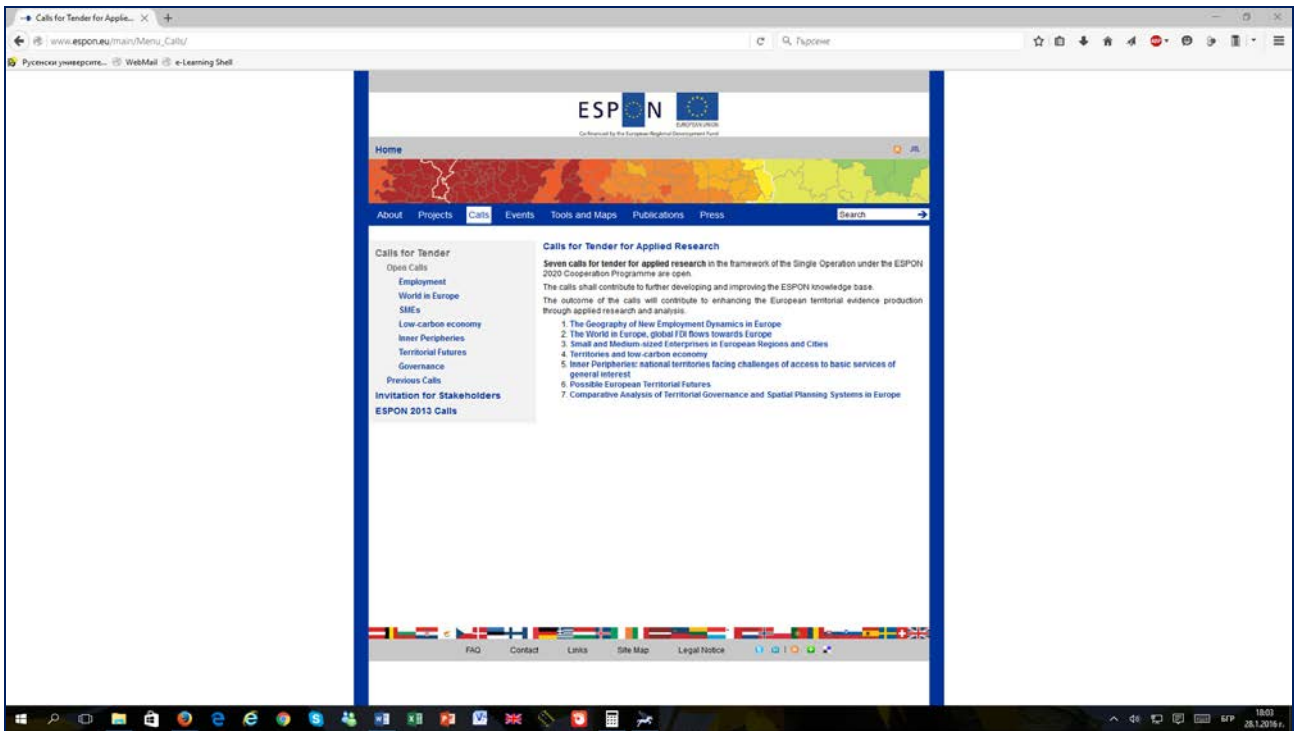 Calls for Tender for Applie...
www.espon.eu/main/Menu_Calls/
Търсене
Русенски университе...
WebMail
e-Learning Shell
ESPON
EUROPEAN UNION
Co-financed by the European Regional Development Fund
Home
About Projects Calls Events Tools and Maps Publications Press
Search
Calls for Tender
Open Calls
Employment
World in Europe
SMEs
Low-carbon economy
Inner Peripheries
Territorial Futures
Governance
Previous Calls
Invitation for Stakeholders
ESPON 2013 Calls
Calls for Tender for Applied Research
Seven calls for tender for applied research in the framework of the Single Operation under the ESPON
2020 Cooperation Programme are open.
The calls shall contribute to further developing and improving the ESPON knowledge base.
The outcome of the calls will contribute to enhancing the European territorial evidence production
through applied research and analysis.
1. The Geography of New Employment Dynamics in Europe
2. The World in Europe, global FDI flows towards Europe
3. Small and Medium-sized Enterprises in European Regions and Cities
4. Territories and low-carbon economy
5. Inner Peripheries: national territories facing challenges of access to basic services of
general interest
6. Possible European Territorial Futures
7. Comparative Analysis of Territorial Governance and Spatial Planning Systems in Europe
FAQ Contact Links Site Map Legal Notice
БГР
18:03
28.1.2016 г.